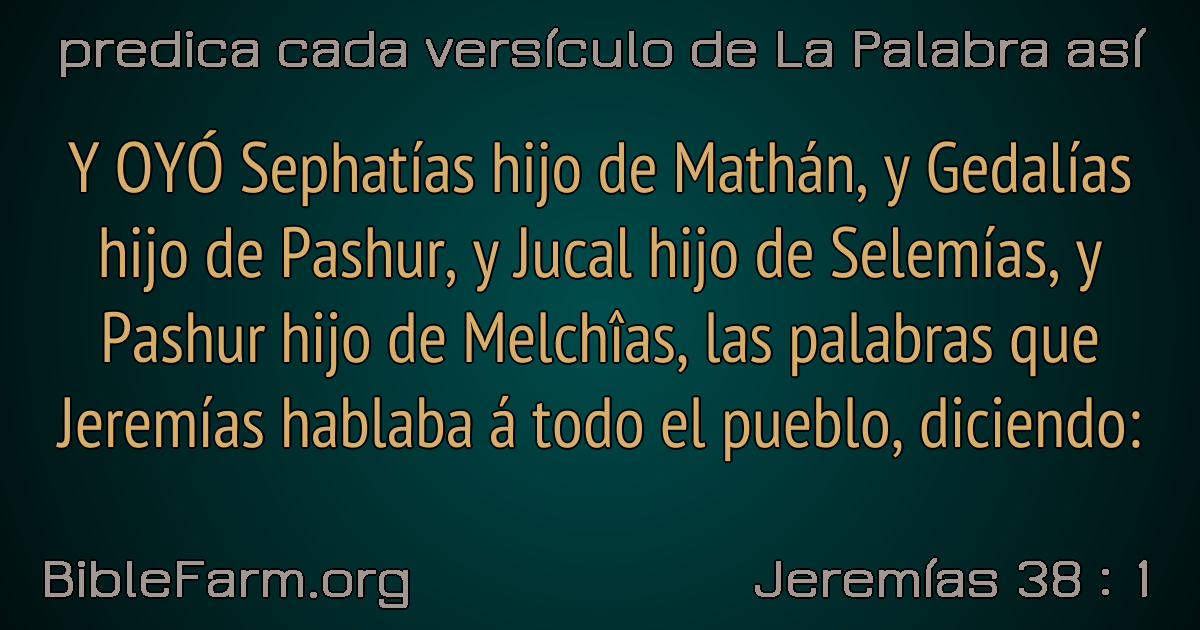 predica cada versículo de La Palabra así
Y OYÓ Sephatías hijo de Mathán, y Gedalías
hijo de Pashur, y Jucal hijo de Selemías, y
Pashur hijo de Melchîas, las palabras que
Jeremías hablaba á todo el pueblo, diciendo:
BibleFarm.org
Jeremías 38 : 1